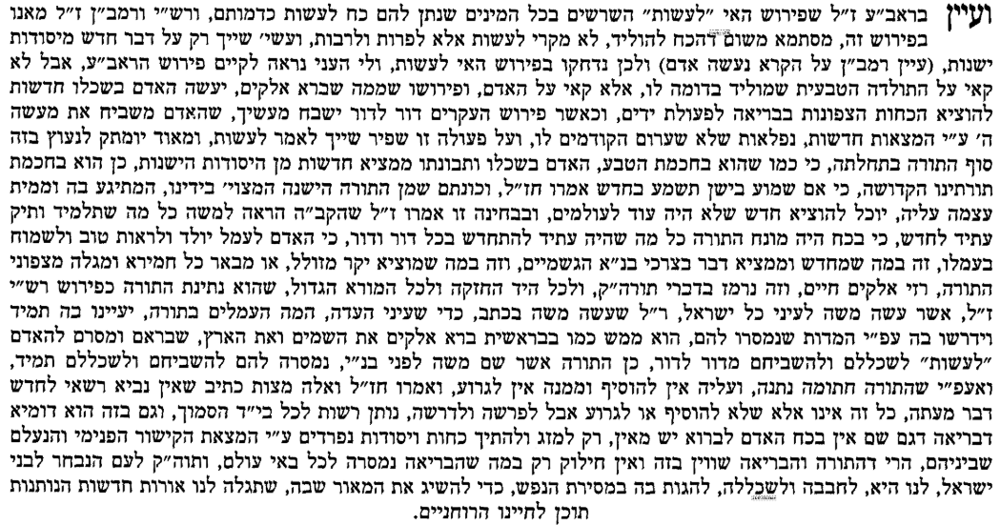 ועיין בראב״ע ז״ל שפירוש האי ״לעשות״ השרשים בכל המינים שנתן להם כח לעשות כדמותם, ורש״י ורמב״ן ז״ל מאנו
בפירוש זה, מסתמא משום דהכח להוליד, לא מקרי לעשות אלא לפרות ולרבות, ועשי׳ שייך רק על דבר חדש מיסודות
ישנות, (עיין רמב״ן על הקרא נעשה אדם) ולכן נדחקו בפירוש האי לעשות, ולי העני נראה לקיים פירוש הראב״ע, אבל לא
קאי על התולדה הטבעית שמוליד בדומה לו, אלא קאי על האדם, ופירושו שממה שברא אלקים, יעשה האדם בשכלו חדשות
להוציא הכחות הצפונות בבריאה לפעולת ידים, וכאשר פירוש העקרים דור לדור ישבח מעשיך, שהאדם משביח את מעשה
ה׳ ע״י המצאות חדשות, נפלאות שלא שערום הקודמים לו, ועל פעולה זו שפיר שייך לאמר לעשות, ומאוד יומתק לנעוץ בזה
סוף התורה בתחלתה, כי כמו שהוא בחכמת הטבע, האדם בשכלו ותבונתו ממציא חדשות מן היסודות הישנות, כן הוא בחכמת
תורתינו הקדושה, כי אם שמוע בישן תשמע בחדש אמרו חז״ל, וכונתם שמן התורה הישנה המצוי׳ בידינו, המתיגע בה וממית
עצמה עליה, יוכל להוציא חדש שלא היה עוד לעולמים, ובבחינה זו אמרו ז״ל שהקב״ה הראה למשה כל מה שתלמיד ותיק
עתיד לחדש, כי בכח היה מונח התורה כל מה שהיה עתיד להתחדש בכל דור ודור, כי האדם לעמל יולד ולראות טוב ולשמוח
בעמלו, זה במה שמחדש וממציא דבר בצרכי בנ״א הגשמיים, וזה במה שמוציא יקר מזולל, או מבאר כל חמירא ומגלה מצפוני
התורה, רזי אלקים חיים, וזה נרמז בדברי תורה״ק, ולכל היד החזקה ולכל המורא הגדול, שהוא נתינת התורה כפירוש רש״י
ז״ל, אשר עשה משה לעיני כל ישראל, ר״ל שעשה משה בכתב, כדי שעיני העדה, המה העמלים בתורה, יעיינו בה תמיד
וידרשו בה עפ״י המדות שנמסרו להם, הוא ממש כמו בבראשית ברא אלקים את השמים ואת הארץ, שבראם ומסרם להאדם
״לעשות״ לשכללם ולהשביחם מדור לדור, כן התורה אשר שם משה לפני בנ״י, נמסרה להם להשביחם ולשכללם תמיד,
ואעפ״י שהתורה חתומה נתנה, ועליה אין להוסיף וממנה אין לגרוע, ואמרו חז״ל ואלה מצות כתיב שאין נביא רשאי לחדש
דבר מעתה, כל זה אינו אלא שלא להוסיף או לגרוע אבל לפרשה ולדרשה, נותן רשות לכל בי״ד הסמוך, וגם בזה הוא דומיא
דבריאה דגם שם אין בכח האדם לברוא יש מאין, רק למזג ולהתיך כחות ויסודות נפרדים ע״י המצאת הקישור הפנימי והנעלם
שביניהם, הרי דהתורה והבריאה שווין בזה ואין חילוק רק במה שהבריאה נמסרה לכל באי עולם, ותוה״ק לעם הנבחר לבני
ישראל, לנו היא, לחבבה ולשכללה, להגות בה במסירת הנפש, כדי להשיג את המאור שבה, שתגלה לנו אורות חדשות הנותנות
תוכן לחיינו הרוחניים.